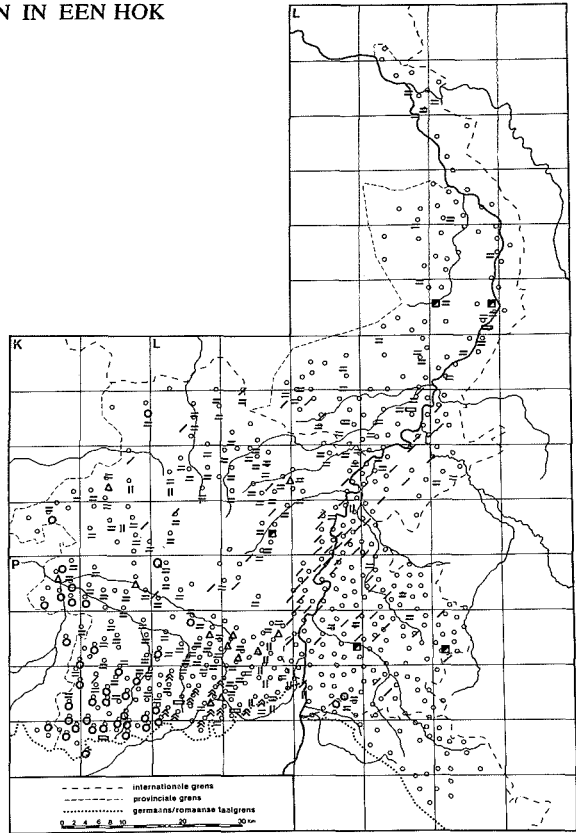 N IN EEN HOK
L
K
L
P
internationale grens
provinciale grens
germaans/romaanse taalgrens
0 2 4 6 8 10 20 30 km